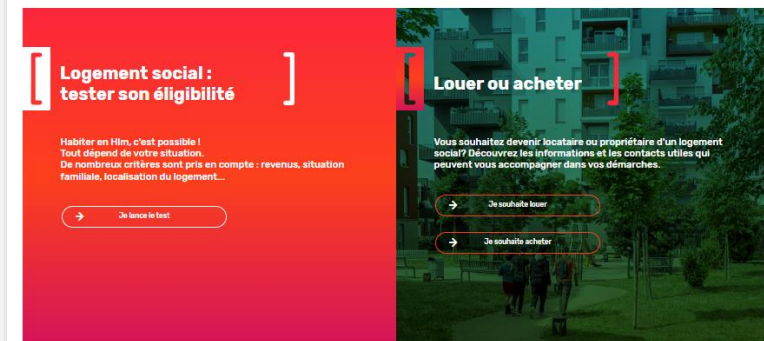 Logement social :
tester son éligibilité
Habiter en Hlm, c'est possible !
Tout dépend de votre situation.
De nombreux critères sont pris en compte : revenus, situation
familiale, localisation du logement...
Je lance le test
Louer ou acheter
Vous souhaitez devenir locataire ou propriétaire d'un logement
social? Découvrez les informations et les contacts utiles qui
peuvent vous accompagner dans vos démarches.
Je souhaite louer
Je souhaite acheter